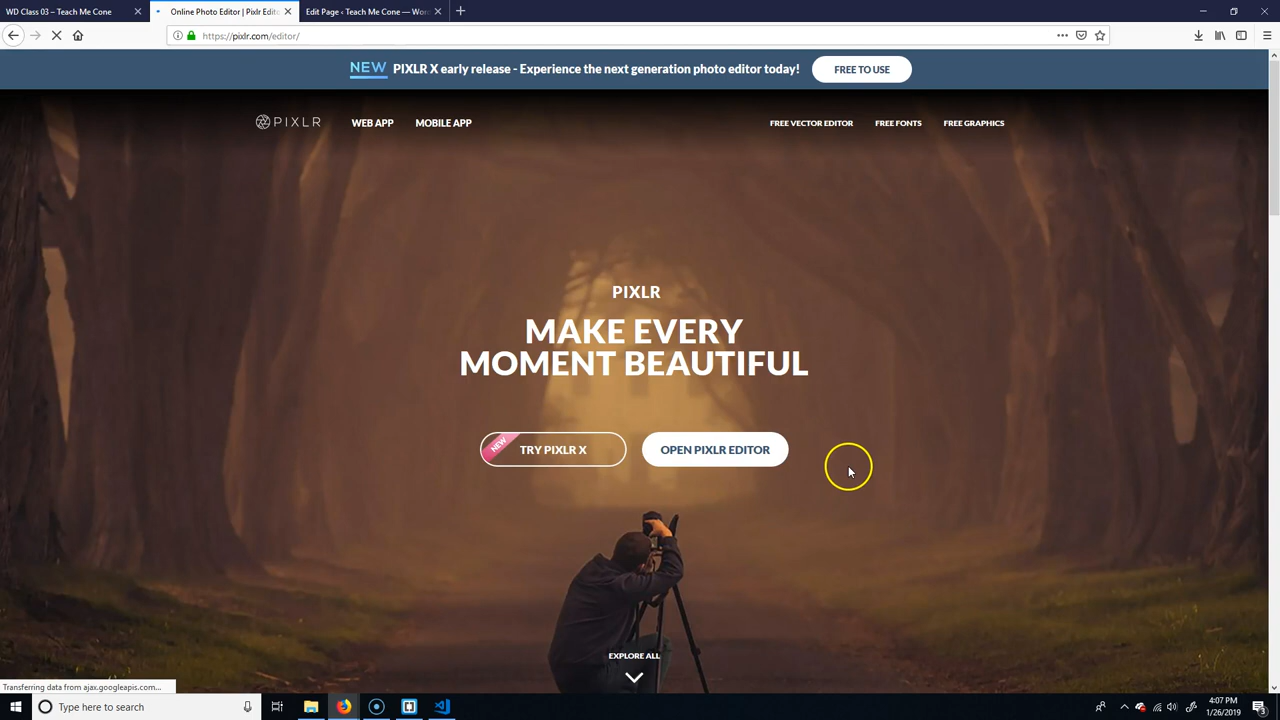 WD Class 03 – Teach Me Cone
Online Photo Editor | Pixlr Edit
Edit Page ‹ Teach Me Cone — Wor
https://pixlr.com/editor/
NEW PIXLR X early release - Experience the next generation photo editor today! FREE TO USE
PIXLR WEB APP MOBILE APP FREE VECTOR EDITOR FREE FONTS FREE GRAPHICS
PIXLR
MAKE EVERY
MOMENT BEAUTIFUL
NEW TRY PIXLR X OPEN PIXLR EDITOR
EXPLORE ALL
Transferring data from ajax.googleapis.com...
Type here to search
4:07 PM
1/26/2019
3